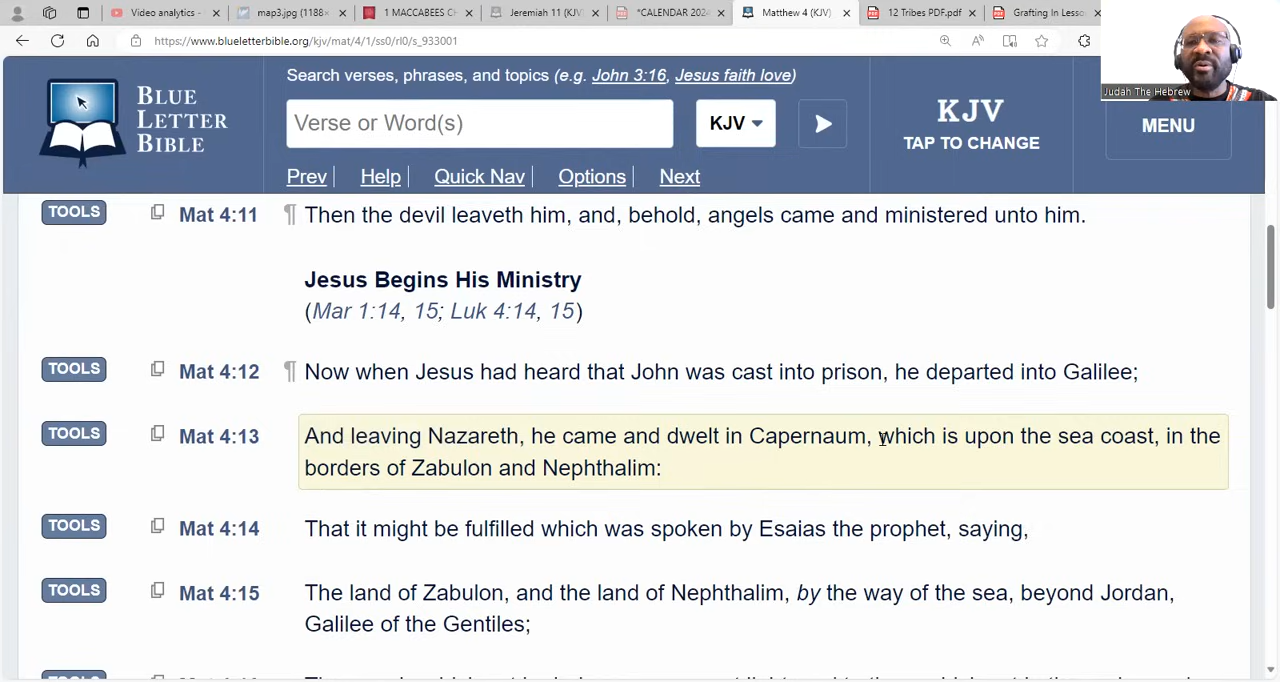 Video analytics -
map3.jpg (1188×
1 MACCABEES CH
Jeremiah 11 (KJV)
*CALENDAR 2024
Matthew 4 (KJV)
12 Tribes PDF.pdf
Grafting In Lesso
https://www.blueletterbible.org/kjv/mat/4/1/ss0/rl0/s_933001
Judah The Hebrew
BLUE
LETTER
BIBLE
Search verses, phrases, and topics (e.g. John 3:16, Jesus faith love)
Verse or Word(s)
KJV
Prev | Help | Quick Nav | Options | Next
KJV
TAP TO CHANGE
MENU
TOOLS Mat 4:11 ¶ Then the devil leaveth him, and, behold, angels came and ministered unto him.
Jesus Begins His Ministry
(Mar 1:14, 15; Luk 4:14, 15)
TOOLS Mat 4:12 ¶ Now when Jesus had heard that John was cast into prison, he departed into Galilee;
TOOLS Mat 4:13 And leaving Nazareth, he came and dwelt in Capernaum, which is upon the sea coast, in the
borders of Zabulon and Nephthalim:
TOOLS Mat 4:14 That it might be fulfilled which was spoken by Esaias the prophet, saying,
TOOLS Mat 4:15 The land of Zabulon, and the land of Nephthalim, by the way of the sea, beyond Jordan,
Galilee of the Gentiles;